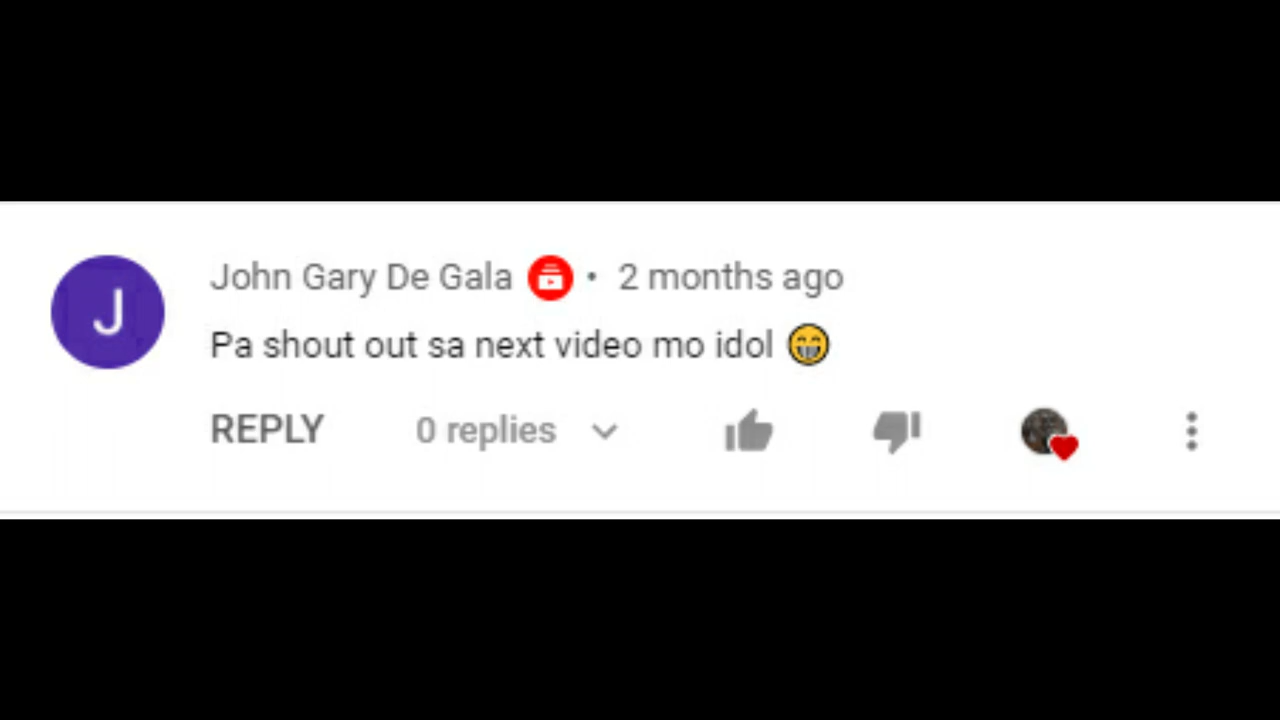 J
John Gary De Gala • 2 months ago
Pa shout out sa next video mo idol 😁
REPLY 0 replies